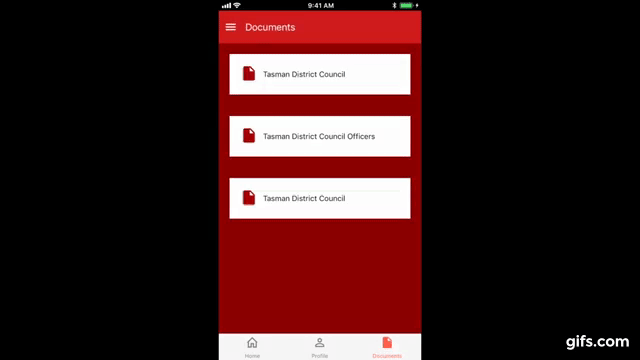 9:41 AM
Documents
Tasman District Council
Tasman District Council Officers
Tasman District Council
Home
Profile
Documents
gifs.com